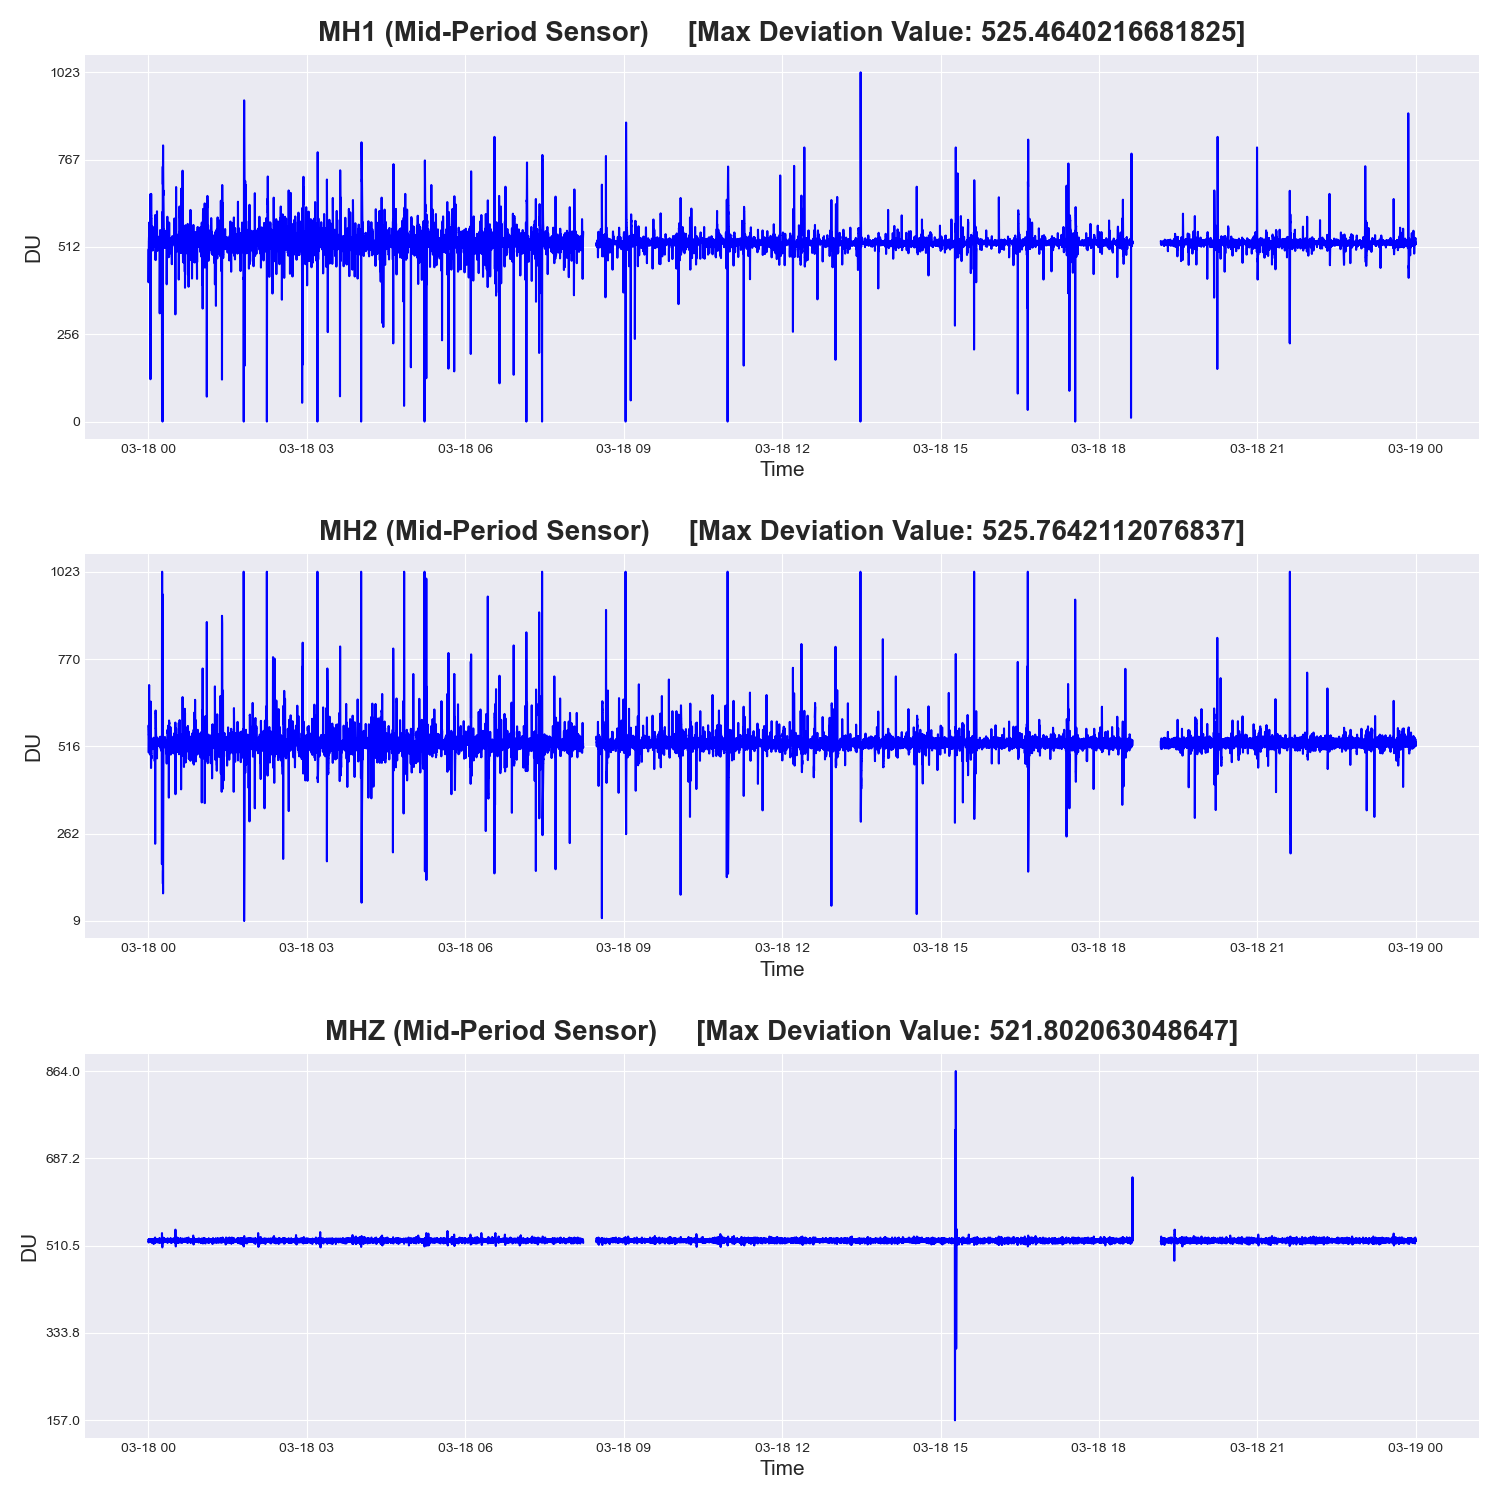 MH1 (Mid-Period Sensor) [Max Deviation Value: 525.4640216681825]
1023
767
512
256
0
DU
03-18 00 03-18 03 03-18 06 03-18 09 03-18 12 03-18 15 03-18 18 03-18 21 03-19 00
Time
MH2 (Mid-Period Sensor) [Max Deviation Value: 525.7642112076837]
1023
770
516
262
9
DU
03-18 00 03-18 03 03-18 06 03-18 09 03-18 12 03-18 15 03-18 18 03-18 21 03-19 00
Time
MHZ (Mid-Period Sensor) [Max Deviation Value: 521.802063048647]
864.0
687.2
510.5
333.8
157.0
DU
03-18 00 03-18 03 03-18 06 03-18 09 03-18 12 03-18 15 03-18 18 03-18 21 03-19 00
Time